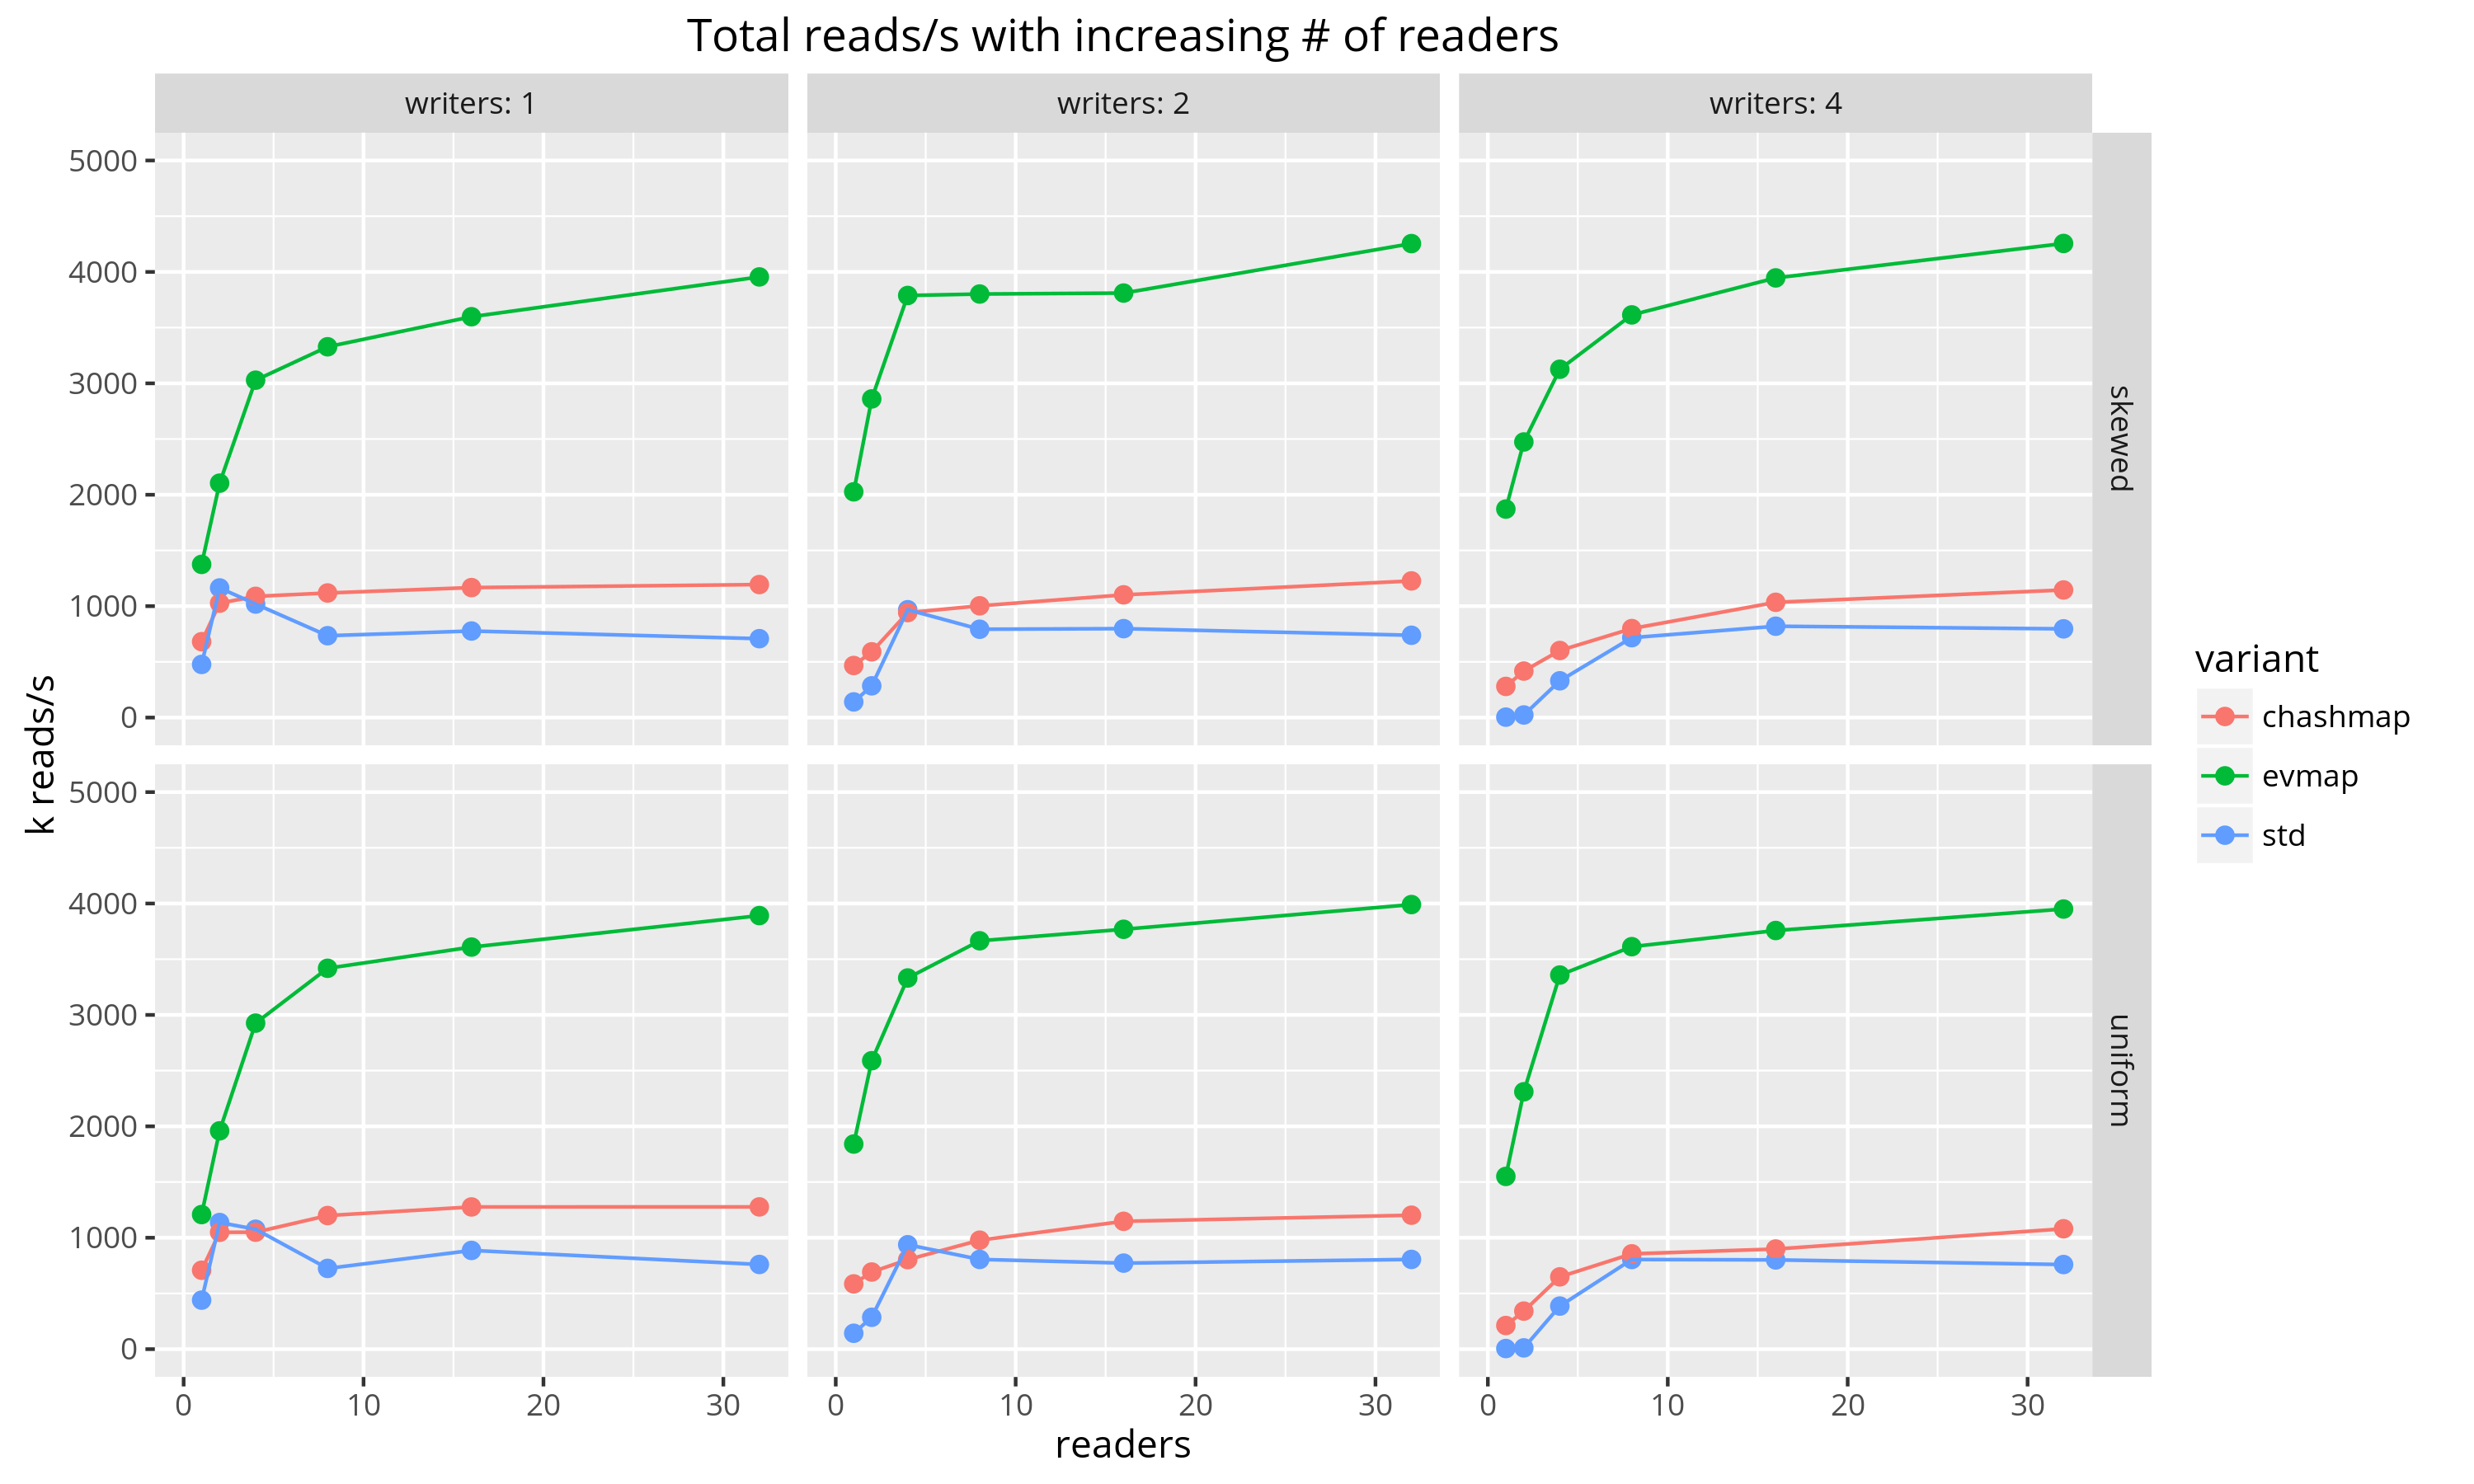 Total reads/s with increasing # of readers
writers: 1
writers: 2
writers: 4
5000
4000
3000
2000
1000
0
skewed
k reads/s
5000
4000
3000
2000
1000
0
uniform
0 10 20 30
0 10 20 30
0 10 20 30
readers
variant
chashmap
evmap
std